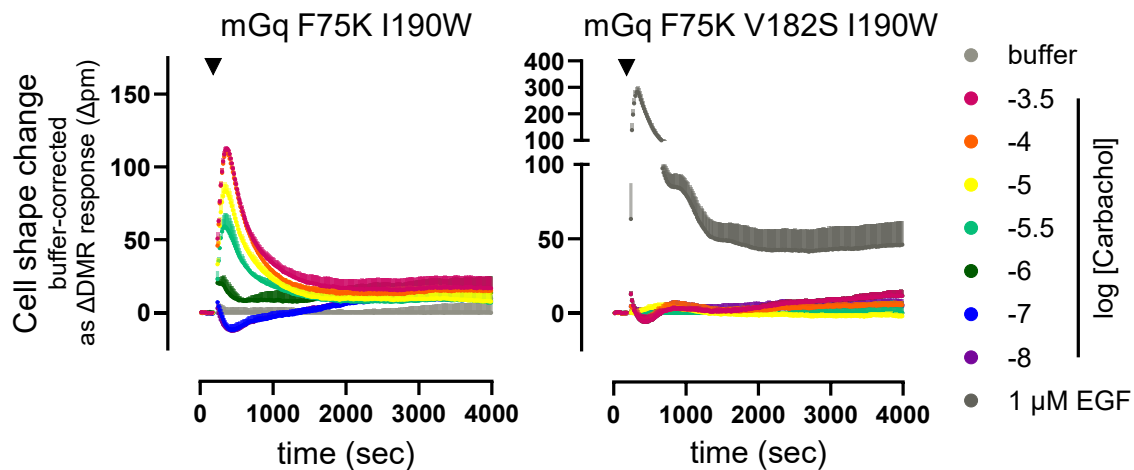 mGq F75K I190W
mGq F75K V182S I190W
Cell shape change
buffer-corrected
as ΔDMR response (Δpm)
150
100
50
0
0 1000 2000 3000 4000
time (sec)
400
300
200
100
100
50
0
0 1000 2000 3000 4000
time (sec)
buffer
-3.5
-4
-5
-5.5
-6
-7
-8
1 µM EGF
log [Carbachol]